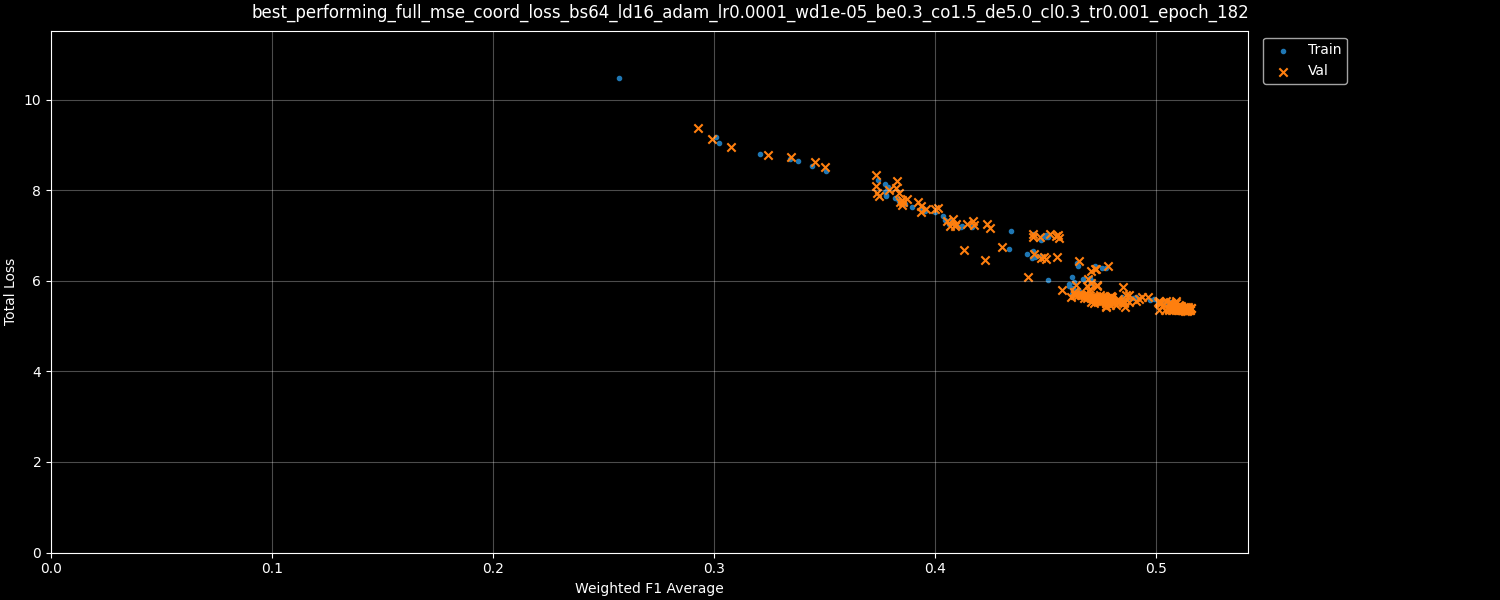 best_performing_full_mse_coord_loss_bs64_ld16_adam_lr0.0001_wd1e-05_be0.3_co1.5_de5.0_cl0.3_tr0.001_epoch_182
Train
Val
10
8
6
4
2
0
Total Loss
0.0 0.1 0.2 0.3 0.4 0.5
Weighted F1 Average